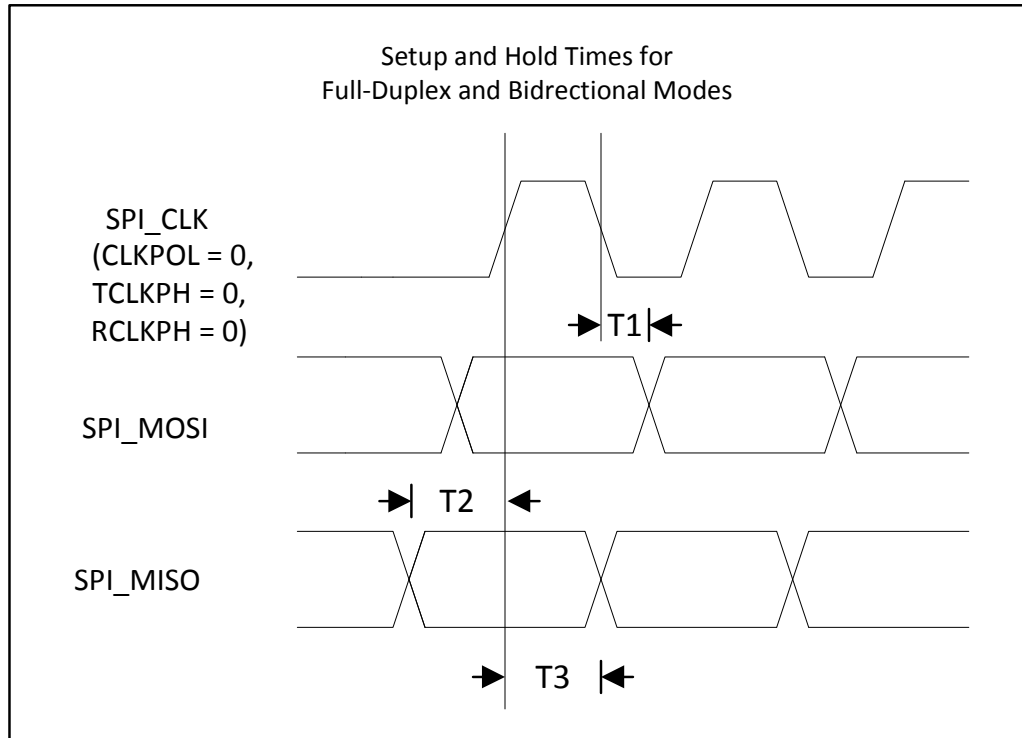 Setup and Hold Times for
Full-Duplex and Bidrectional Modes
SPI_CLK
(CLKPOL = 0,
TCLKPH = 0,
RCLKPH = 0)
T1
SPI_MOSI
T2
SPI_MISO
T3